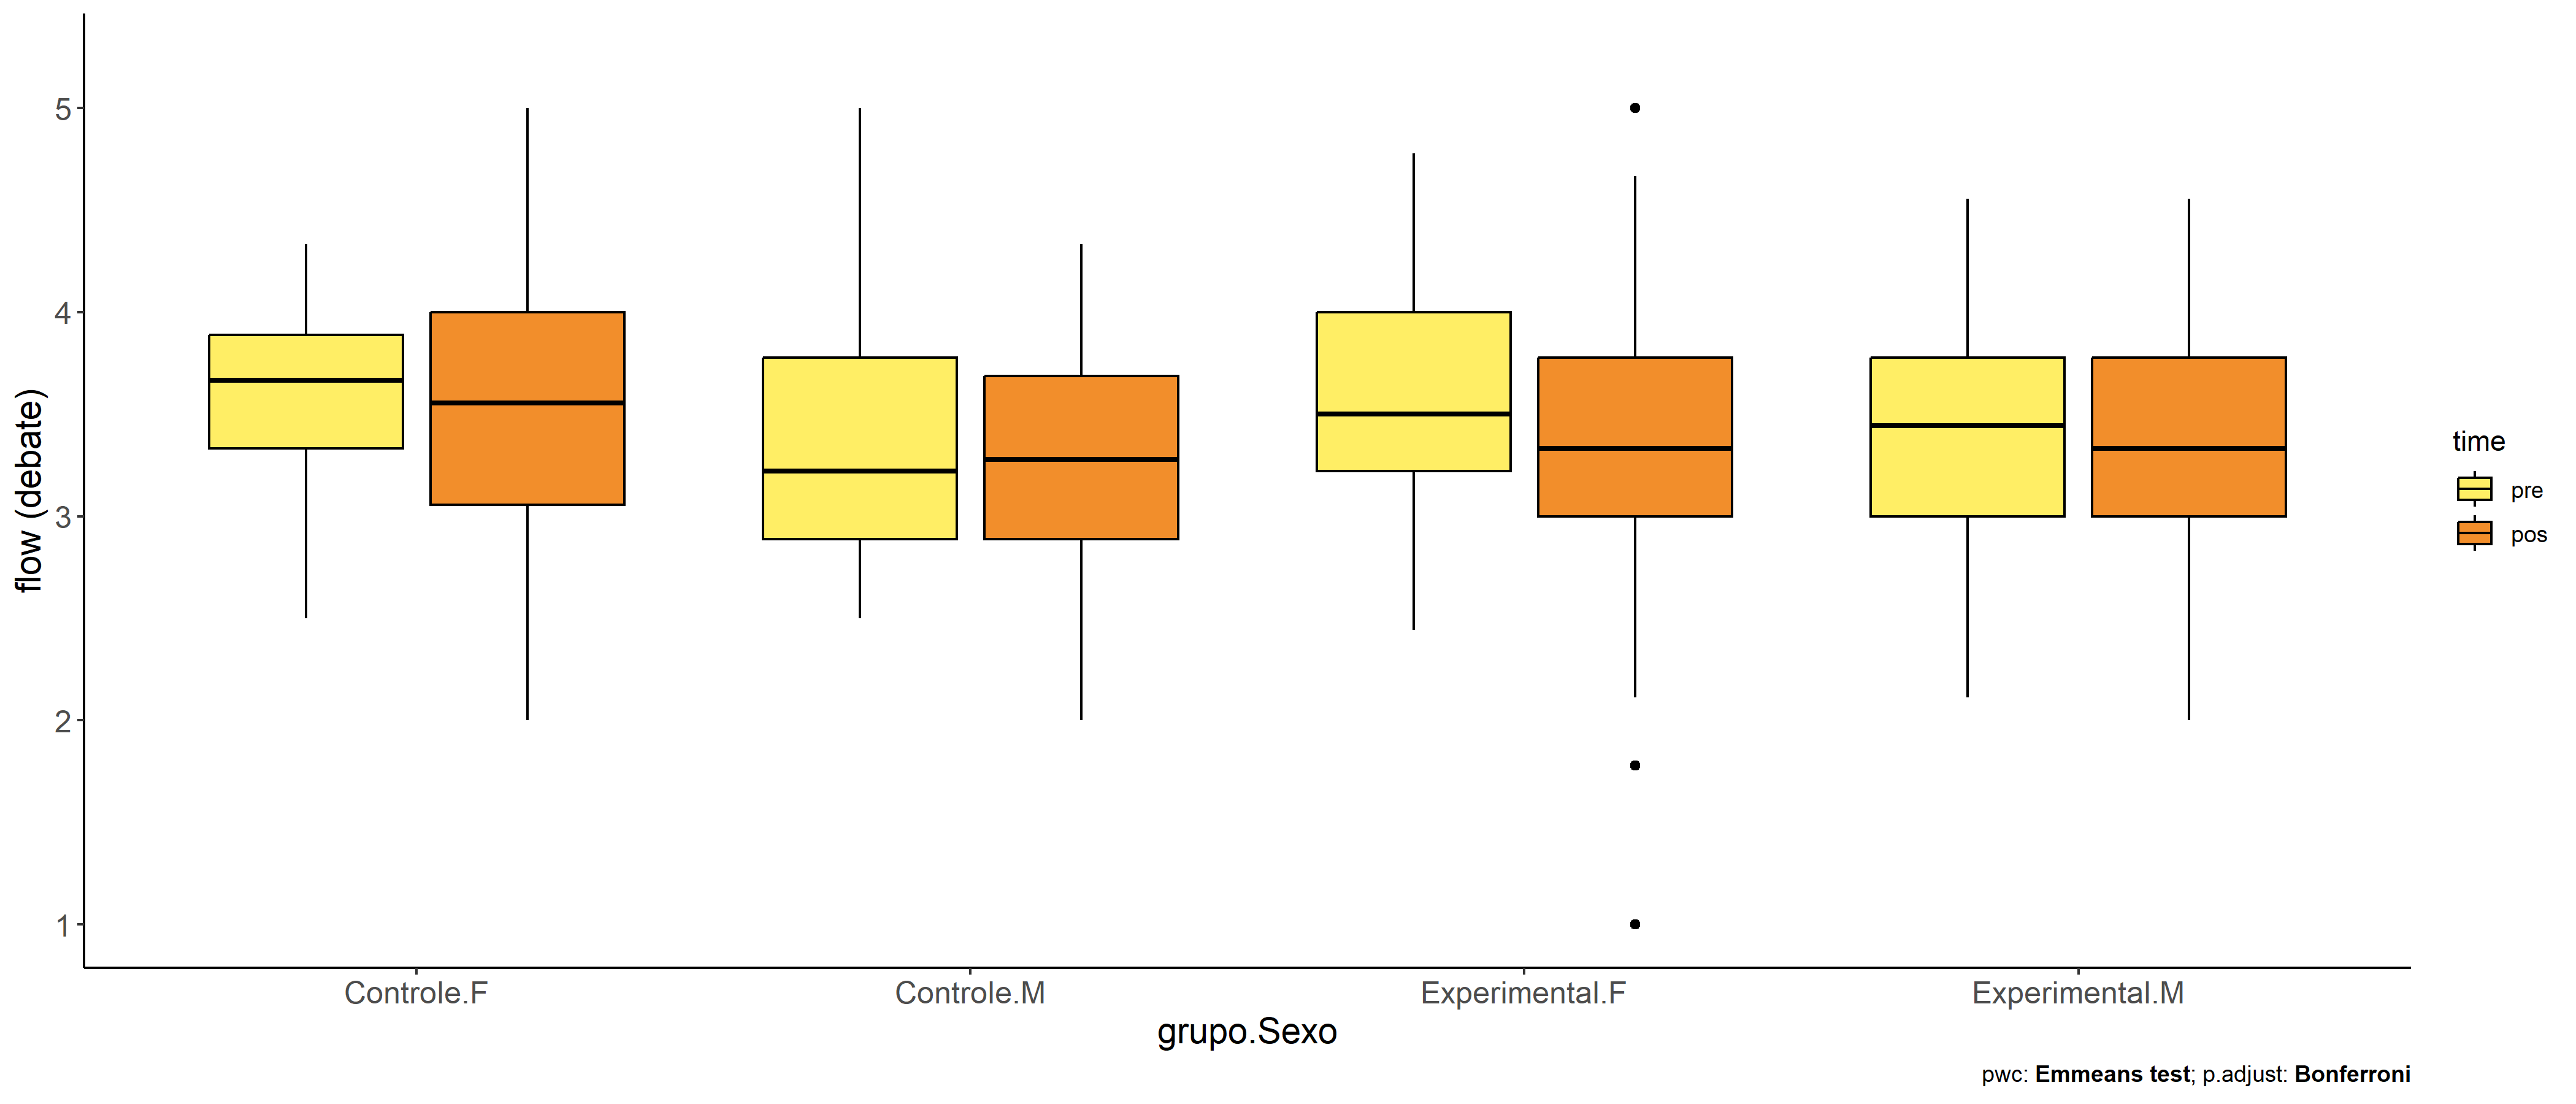 flow (debate)
5
4
3
2
1
Controle.F
Controle.M
Experimental.F
Experimental.M
grupo.Sexo
time
pre
pos
pwc: Emmeans test; p.adjust: Bonferroni